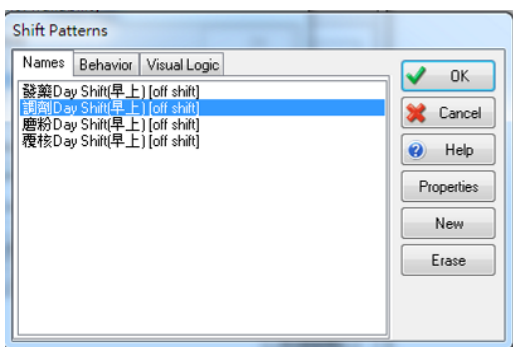 Shift Patterns
Names
Behavior
Visual Logic
發藥Day Shift(早上) [off shift]
調劑Day Shift(早上) [off shift]
磨粉Day Shift(早上) [off shift]
覆核Day Shift(早上) [off shift]
OK
Cancel
Help
Properties
New
Erase